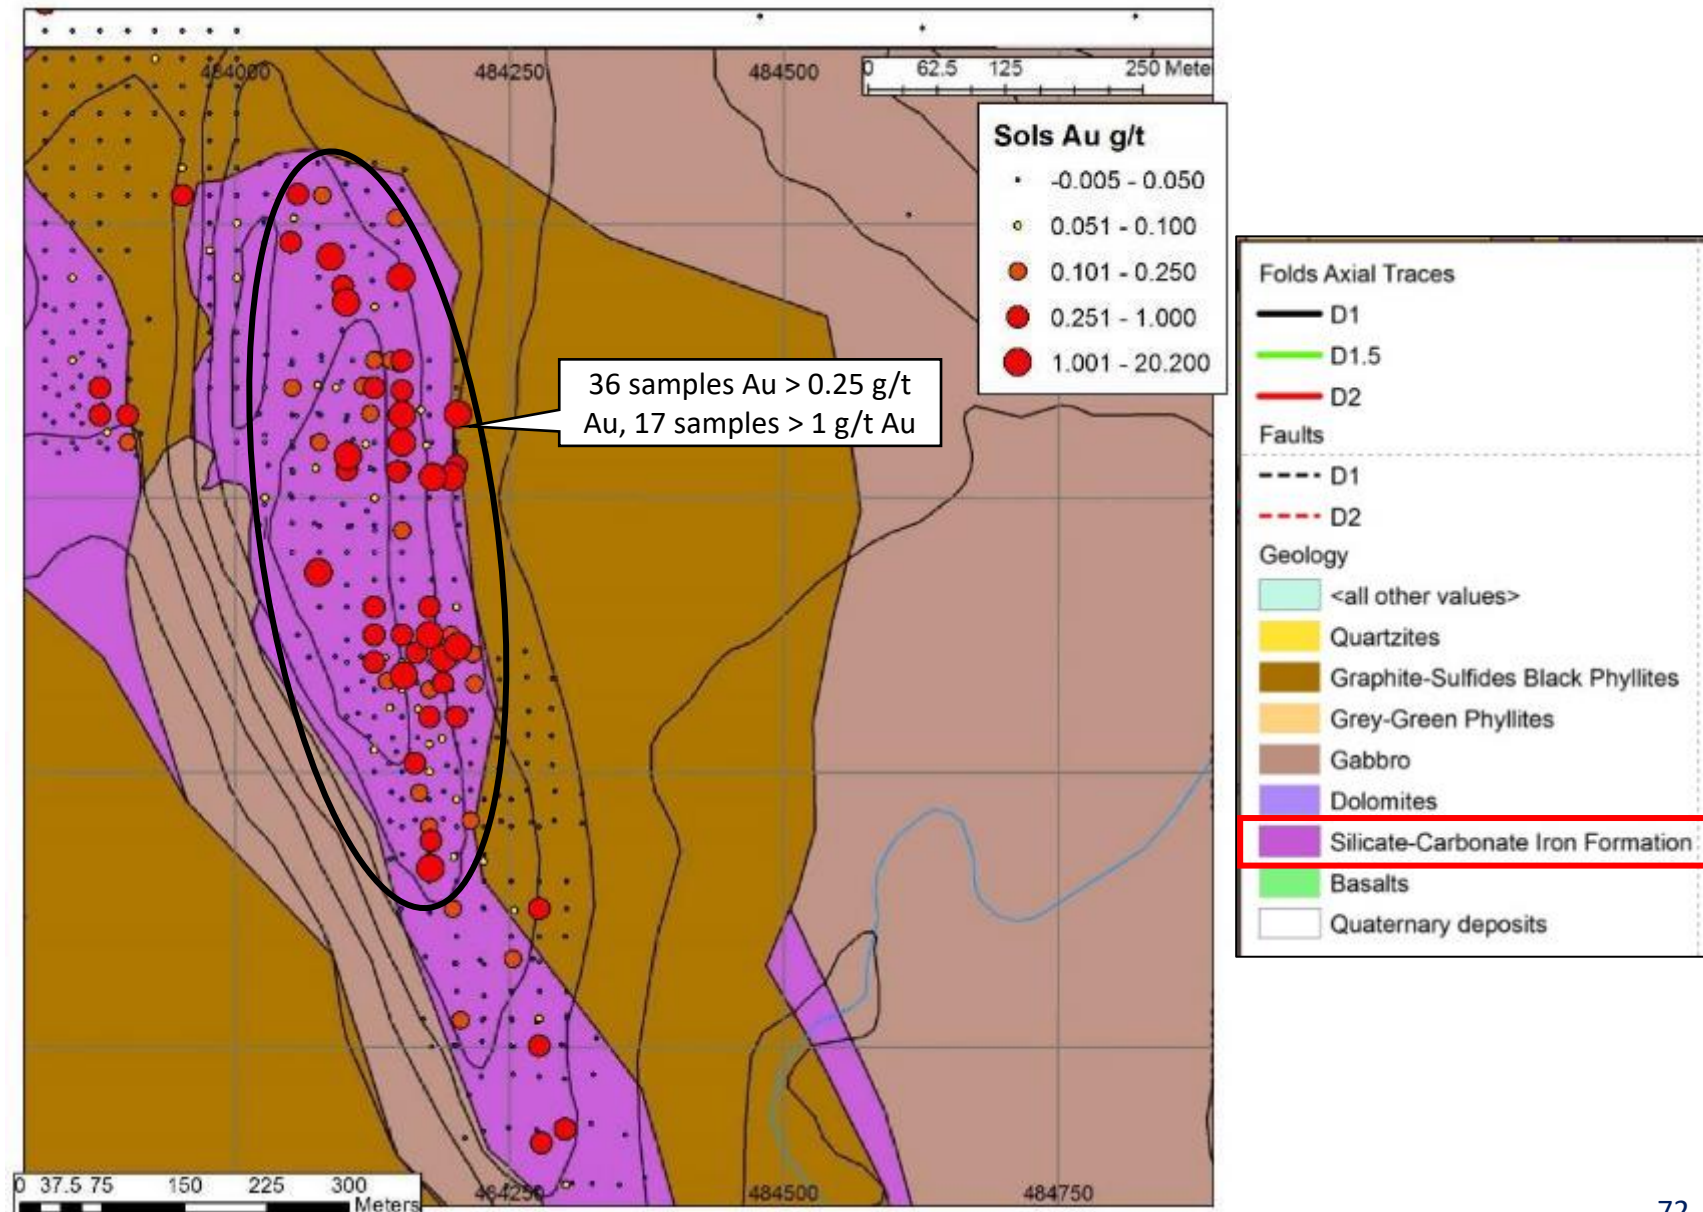 484000
484250
484500
0 62.5 125 250 Mete
Sols Au g/t
-0.005 - 0.050
0.051 - 0.100
0.101 - 0.250
0.251 - 1.000
1.001 - 20.200
36 samples Au > 0.25 g/t
Au, 17 samples > 1 g/t Au
Folds Axial Traces
D1
D1.5
D2
Faults
D1
D2
Geology
<all other values>
Quartzites
Graphite-Sulfides Black Phyllites
Grey-Green Phyllites
Gabbro
Dolomites
Silicate-Carbonate Iron Formation
Basalts
Quaternary deposits
0 37.5 75 150 225 300
Meters
484250
484500
484750
72